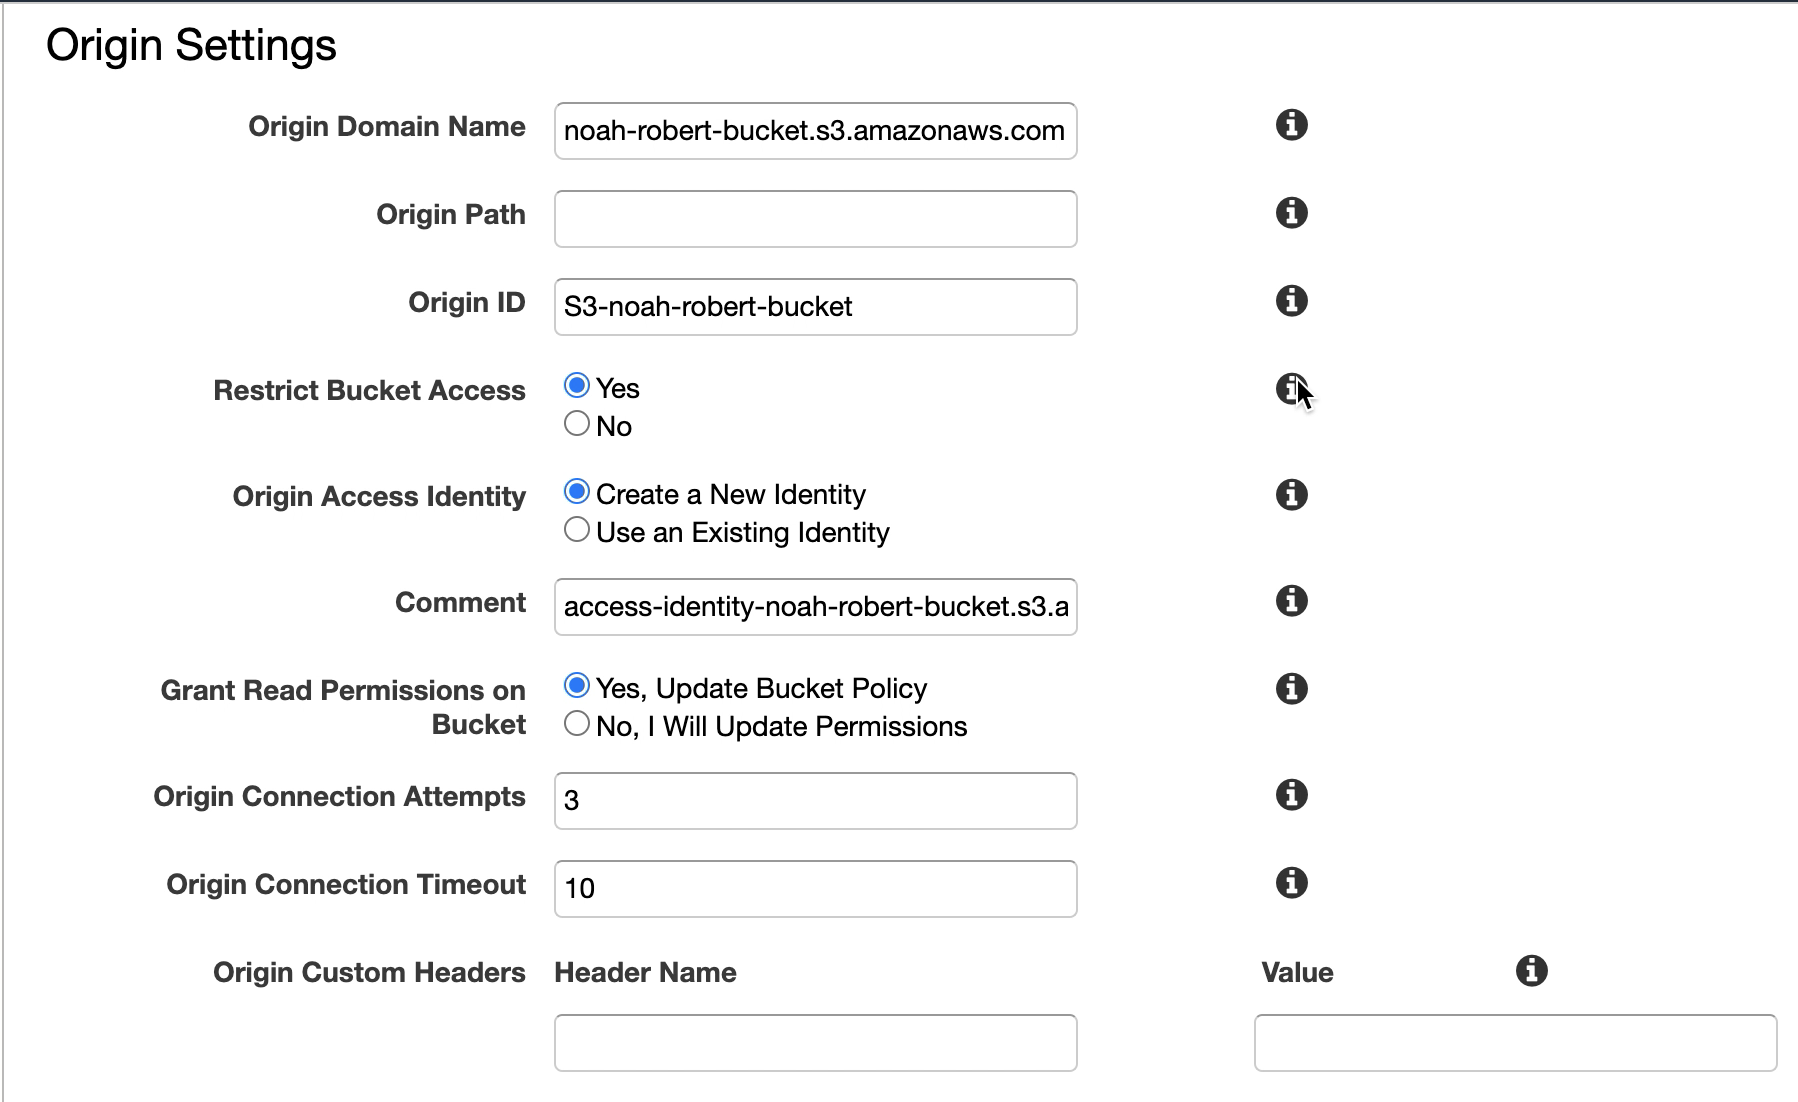 Origin Settings
Origin Domain Name noah-robert-bucket.s3.amazonaws.com
Origin Path
Origin ID S3-noah-robert-bucket
Restrict Bucket Access Yes
No
Origin Access Identity Create a New Identity
Use an Existing Identity
Comment access-identity-noah-robert-bucket.s3.a
Grant Read Permissions on Bucket Yes, Update Bucket Policy
No, I Will Update Permissions
Origin Connection Attempts 3
Origin Connection Timeout 10
Origin Custom Headers Header Name Value